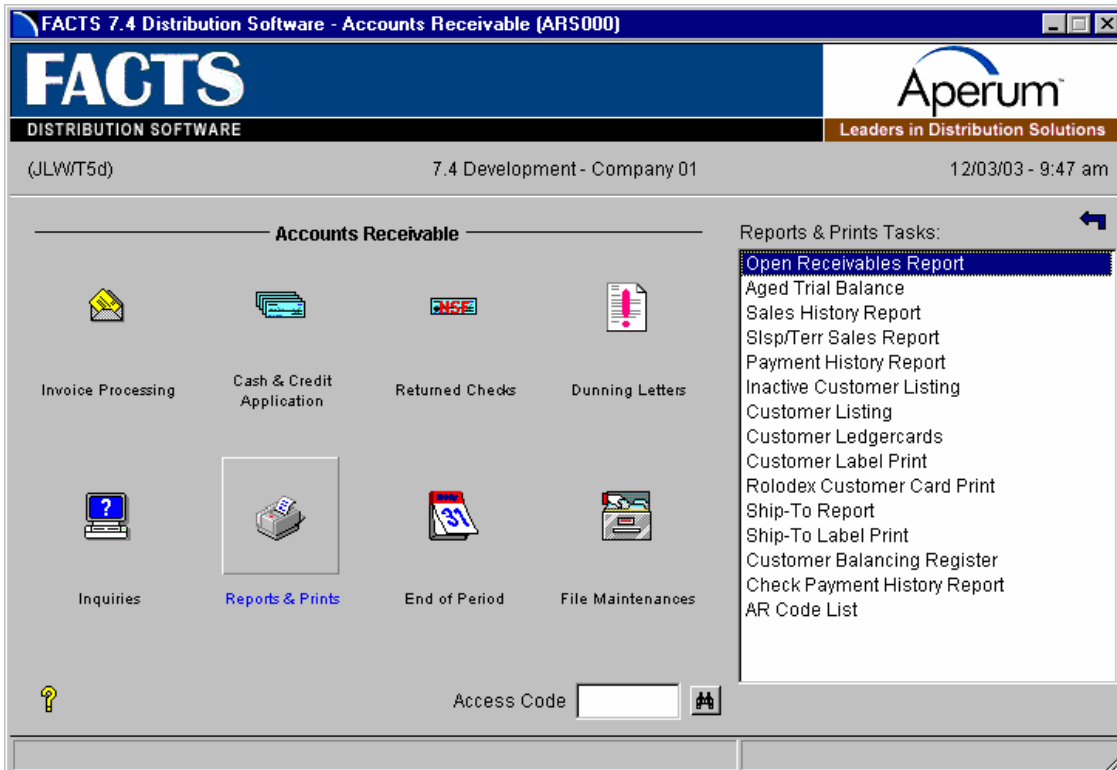 FACTS 7.4 Distribution Software - Accounts Receivable (ARS000)
FACTS
DISTRIBUTION SOFTWARE
Aperum™
Leaders in Distribution Solutions
(JLW/T5d)
7.4 Development - Company 01
12/03/03 - 9:47 am
Accounts Receivable
Invoice Processing
Cash & Credit
Application
NSF
Returned Checks
Dunning Letters
?
Inquiries
Reports & Prints
31
End of Period
File Maintenances
Reports & Prints Tasks:
Open Receivables Report
Aged Trial Balance
Sales History Report
Slsp/Terr Sales Report
Payment History Report
Inactive Customer Listing
Customer Listing
Customer Ledgercards
Customer Label Print
Rolodex Customer Card Print
Ship-To Report
Ship-To Label Print
Customer Balancing Register
Check Payment History Report
AR Code List
?
Access Code